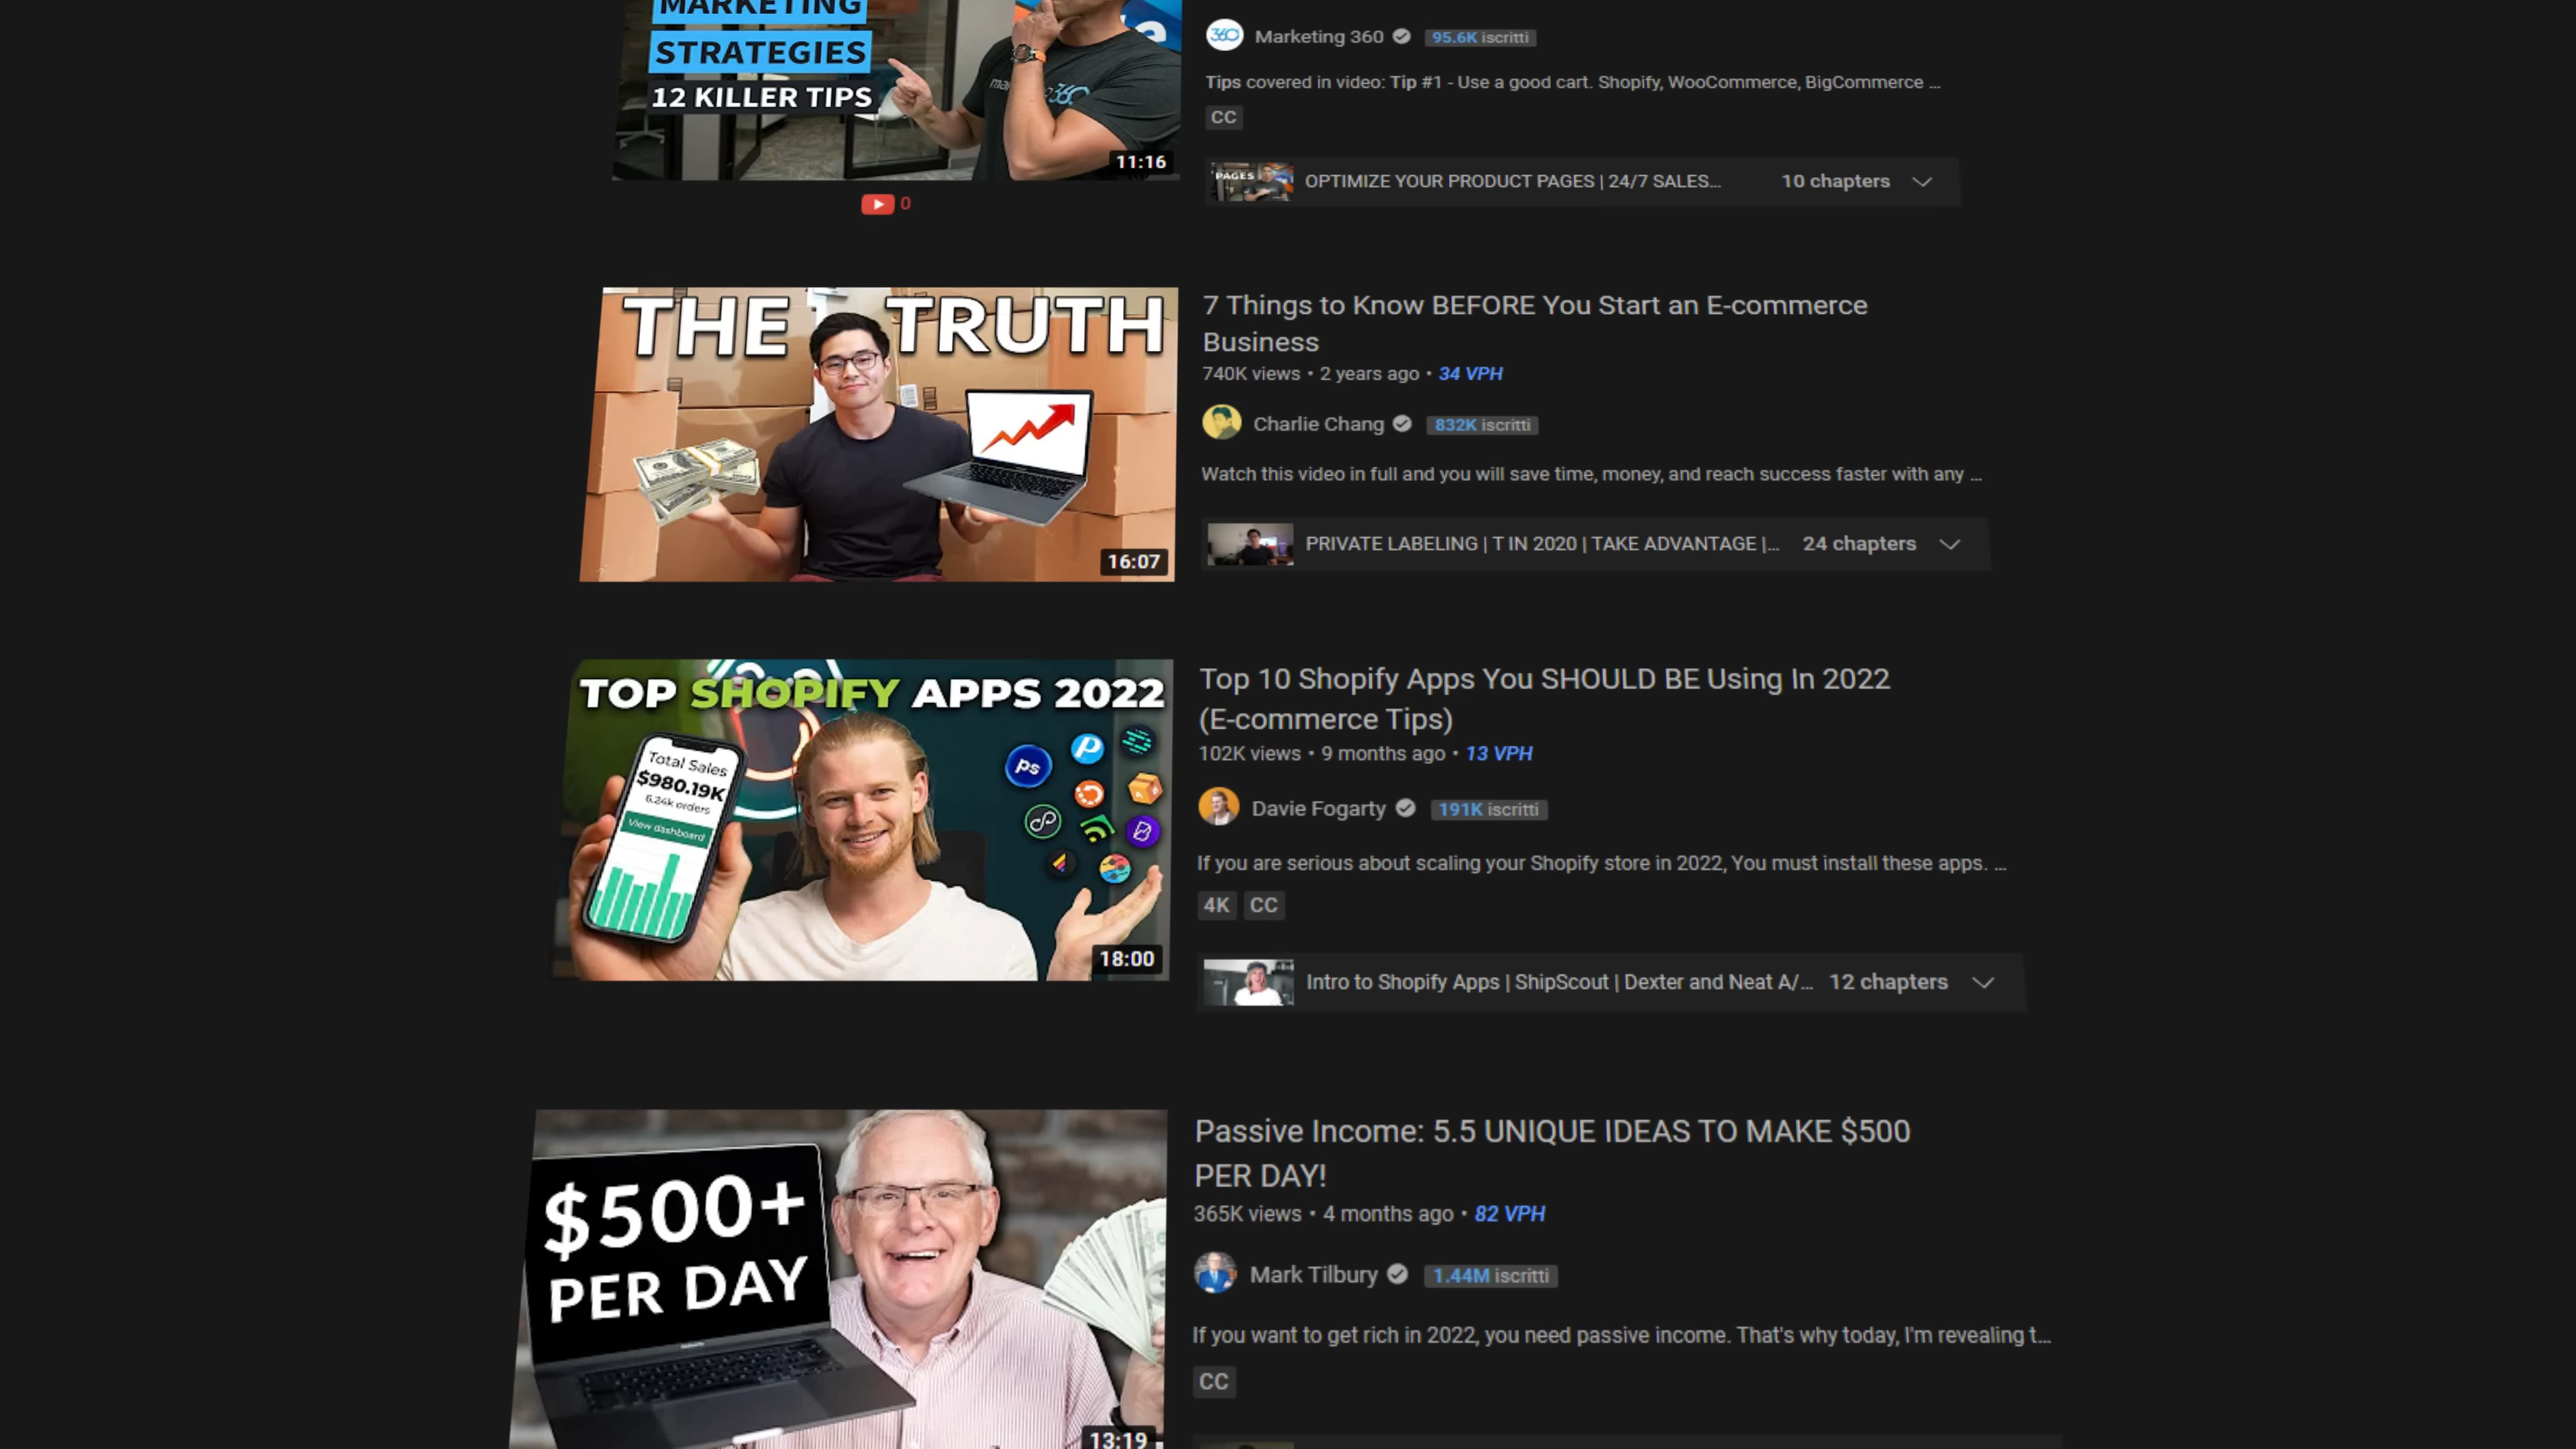 MARKETING
STRATEGIES
12 KILLER TIPS
11:16
0
360 Marketing 360 95.6K iscritti
Tips covered in video: Tip #1 - Use a good cart. Shopify, WooCommerce, BigCommerce ...
CC
PAGES OPTIMIZE YOUR PRODUCT PAGES | 24/7 SALES... 10 chapters
THE TRUTH
16:07
7 Things to Know BEFORE You Start an E-commerce
Business
740K views • 2 years ago • 34 VPH
Charlie Chang 832K iscritti
Watch this video in full and you will save time, money, and reach success faster with any ...
PRIVATE LABELING | T IN 2020 | TAKE ADVANTAGE |... 24 chapters
TOP SHOPIFY APPS 2022
Total Sales
$980.19K
6.24k orders
View dashboard
ps
18:00
Top 10 Shopify Apps You SHOULD BE Using In 2022
(E-commerce Tips)
102K views • 9 months ago • 13 VPH
Davie Fogarty 191K iscritti
If you are serious about scaling your Shopify store in 2022, You must install these apps. ...
4K CC
Intro to Shopify Apps | ShipScout | Dexter and Neat A/... 12 chapters
$500+
PER DAY
13:19
Passive Income: 5.5 UNIQUE IDEAS TO MAKE $500
PER DAY!
365K views • 4 months ago • 82 VPH
Mark Tilbury 1.44M iscritti
If you want to get rich in 2022, you need passive income. That's why today, I'm revealing t...
CC